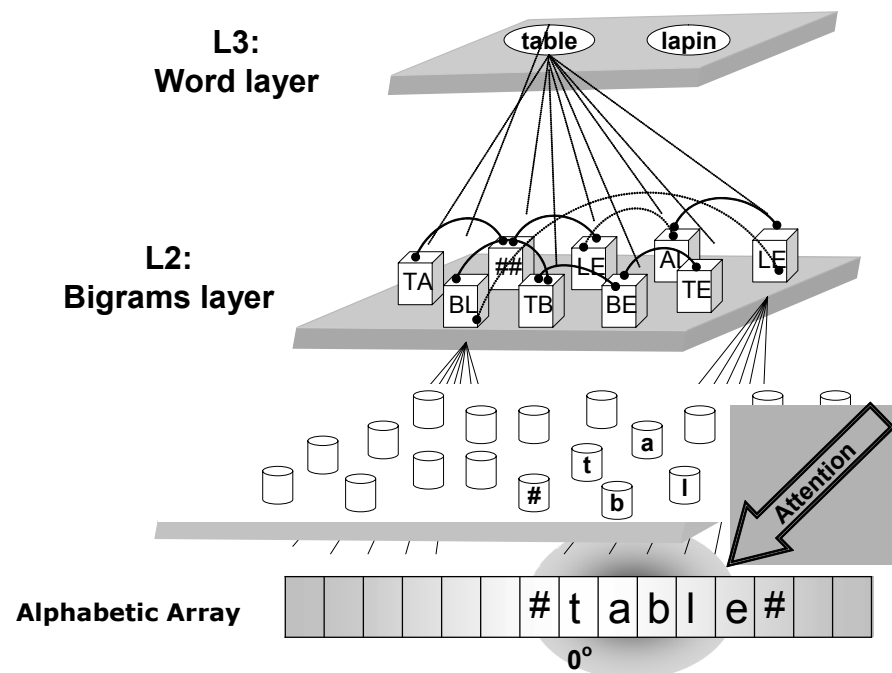 L3:
Word layer
table
lapin
L2:
Bigrams layer
TA
##
LE
AL
LE
BL
TB
BE
TE
a
t
l
#
b
Attention
Alphabetic Array
# t a b l e #
0°